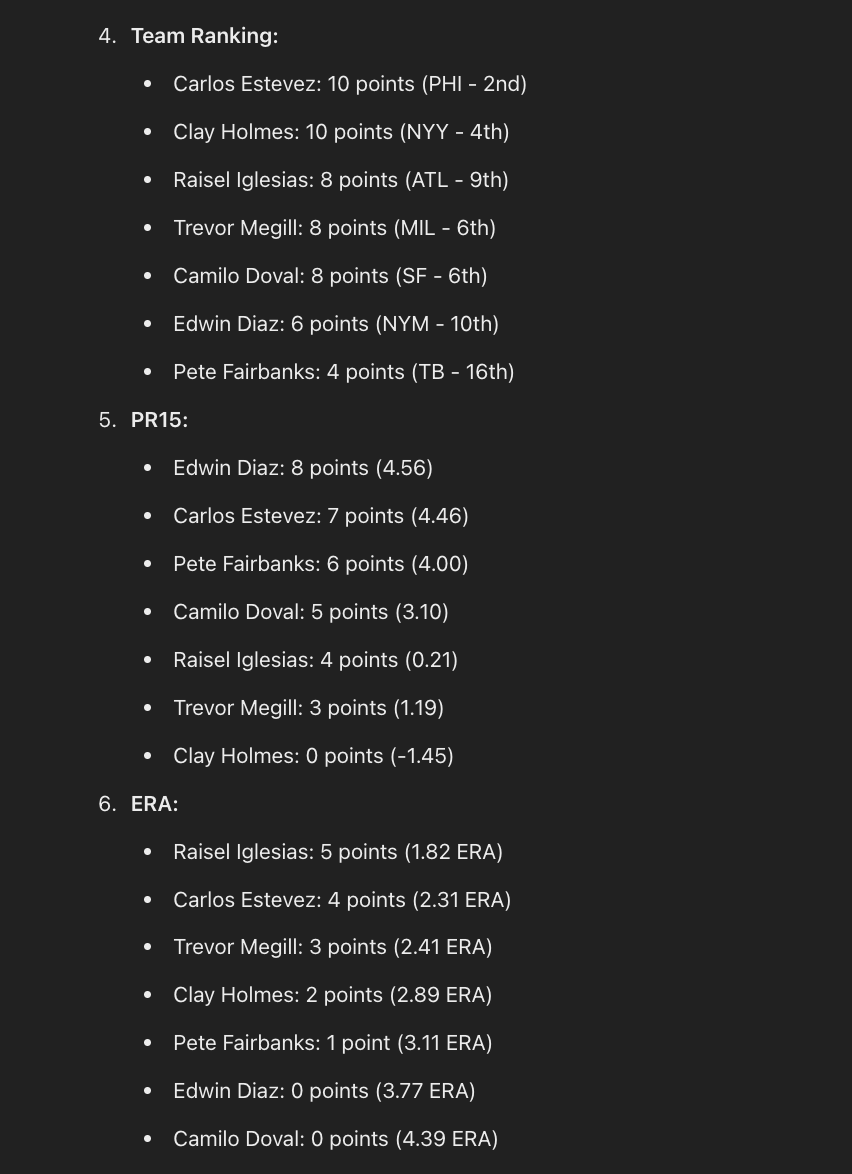 4. Team Ranking:
• Carlos Estevez: 10 points (PHI - 2nd)
• Clay Holmes: 10 points (NYY - 4th)
• Raisel Iglesias: 8 points (ATL - 9th)
• Trevor Megill: 8 points (MIL - 6th)
• Camilo Doval: 8 points (SF - 6th)
• Edwin Diaz: 6 points (NYM - 10th)
• Pete Fairbanks: 4 points (TB - 16th)
5. PR15:
• Edwin Diaz: 8 points (4.56)
• Carlos Estevez: 7 points (4.46)
• Pete Fairbanks: 6 points (4.00)
• Camilo Doval: 5 points (3.10)
• Raisel Iglesias: 4 points (0.21)
• Trevor Megill: 3 points (1.19)
• Clay Holmes: 0 points (-1.45)
6. ERA:
• Raisel Iglesias: 5 points (1.82 ERA)
• Carlos Estevez: 4 points (2.31 ERA)
• Trevor Megill: 3 points (2.41 ERA)
• Clay Holmes: 2 points (2.89 ERA)
• Pete Fairbanks: 1 point (3.11 ERA)
• Edwin Diaz: 0 points (3.77 ERA)
• Camilo Doval: 0 points (4.39 ERA)